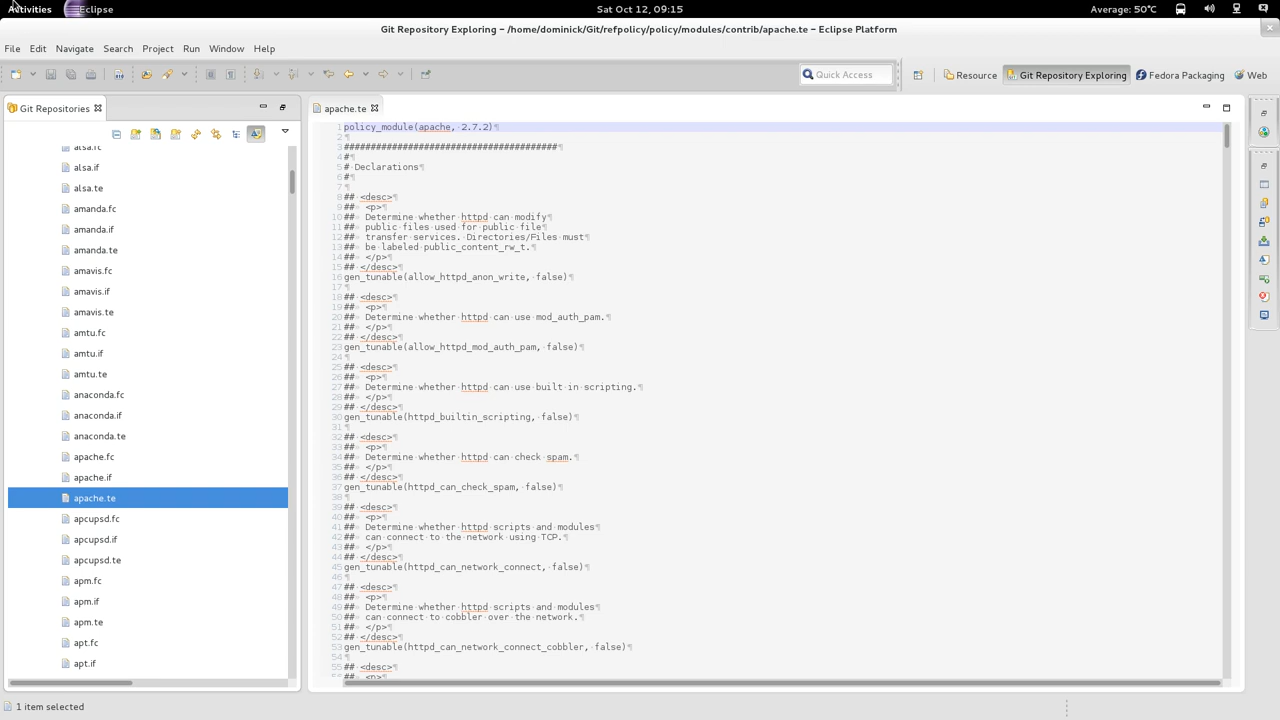 Activities Eclipse Sat Oct 12, 09:15 Average: 50°C
Git Repository Exploring – /home/dominick/Git/refpolicy/policy/modules/contrib/apache.te – Eclipse Platform
File Edit Navigate Search Project Run Window Help
Quick Access Resource Git Repository Exploring Fedora Packaging Web
Git Repositories
alsa.fc
alsa.if
alsa.te
amanda.fc
amanda.if
amanda.te
amavis.fc
amavis.if
amavis.te
amtu.fc
amtu.if
amtu.te
anaconda.fc
anaconda.if
anaconda.te
apache.fc
apache.if
apache.te
apcupsd.fc
apcupsd.if
apcupsd.te
apm.fc
apm.if
apm.te
apt.fc
apt.if
apache.te
1 policy_module(apache, 2.7.2)¶
2 ¶
3 ########################################¶
4 #¶
5 # Declarations¶
6 #¶
7 ¶
8 ## <desc>¶
9 ## <p>¶
10 ## Determine whether httpd can modify¶
11 ## public files used for public file¶
12 ## transfer services. Directories/Files must¶
13 ## be labeled public_content_rw_t.¶
14 ## </p>¶
15 ## </desc>¶
16 gen_tunable(allow_httpd_anon_write, false)¶
17 ¶
18 ## <desc>¶
19 ## <p>¶
20 ## Determine whether httpd can use mod_auth_pam.¶
21 ## </p>¶
22 ## </desc>¶
23 gen_tunable(allow_httpd_mod_auth_pam, false)¶
24 ¶
25 ## <desc>¶
26 ## <p>¶
27 ## Determine whether httpd can use built in scripting.¶
28 ## </p>¶
29 ## </desc>¶
30 gen_tunable(httpd_builtin_scripting, false)¶
31 ¶
32 ## <desc>¶
33 ## <p>¶
34 ## Determine whether httpd can check spam.¶
35 ## </p>¶
36 ## </desc>¶
37 gen_tunable(httpd_can_check_spam, false)¶
38 ¶
39 ## <desc>¶
40 ## <p>¶
41 ## Determine whether httpd scripts and modules¶
42 ## can connect to the network using TCP.¶
43 ## </p>¶
44 ## </desc>¶
45 gen_tunable(httpd_can_network_connect, false)¶
46 ¶
47 ## <desc>¶
48 ## <p>¶
49 ## Determine whether httpd scripts and modules¶
50 ## can connect to cobbler over the network.¶
51 ## </p>¶
52 ## </desc>¶
53 gen_tunable(httpd_can_network_connect_cobbler, false)¶
54 ¶
55 ## <desc>¶
56 ## <p>¶
1 item selected